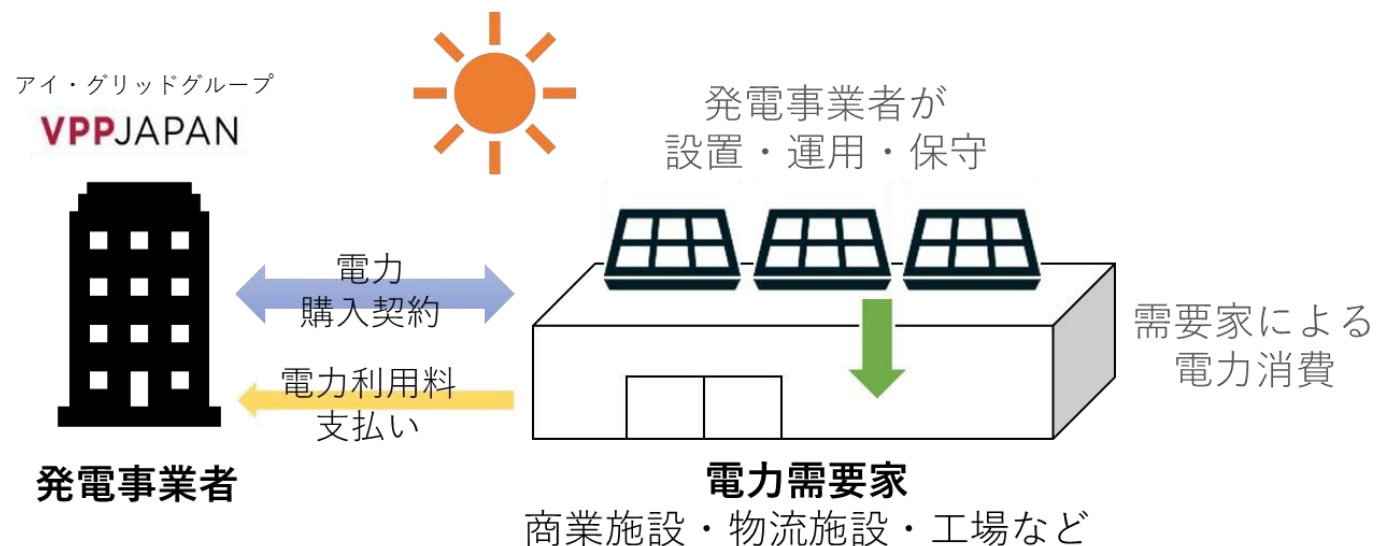 アイ・グリッドグループ
VPPJAPAN
発電事業者が
設置・運用・保守
電力
購入契約
電力利用料
支払い
需要家による
電力消費
発電事業者
電力需要家
商業施設・物流施設・工場など